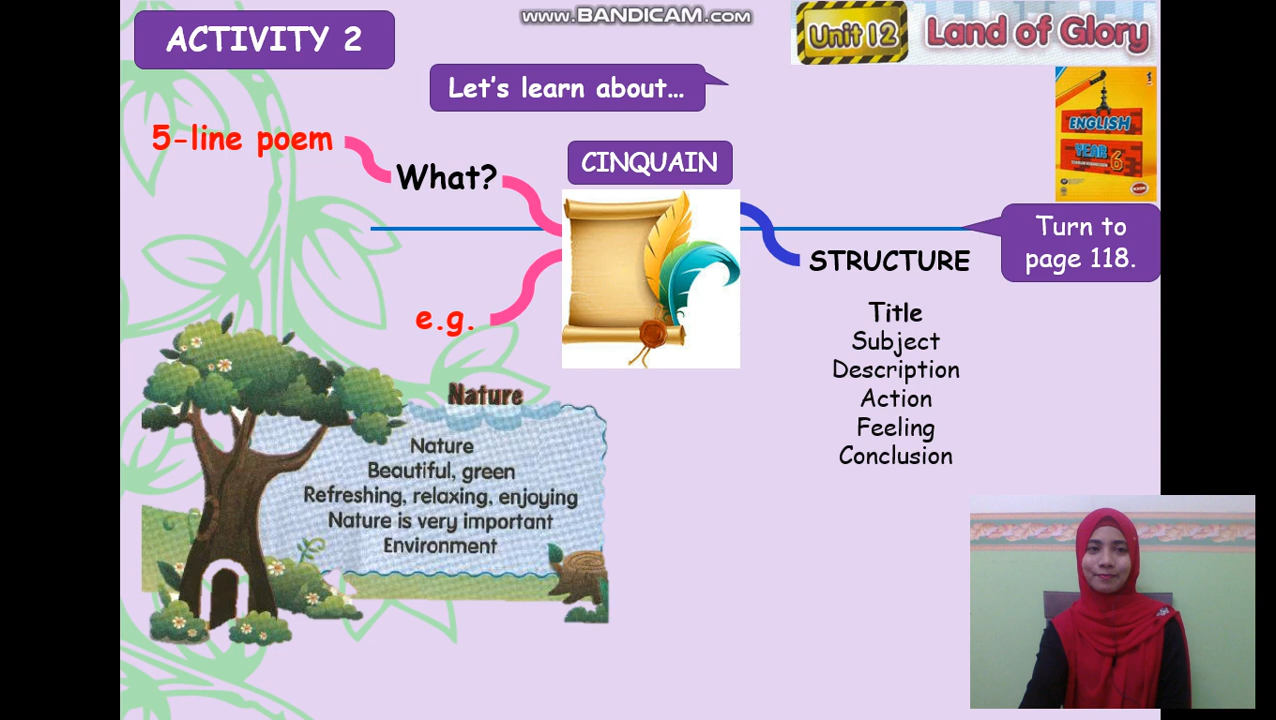 www.BANDICAM.com
ACTIVITY 2
Unit 12
Land of Glory
Let's learn about...
ENGLISH
YEAR 6
5-line poem
What?
CINQUAIN
Turn to
page 118.
STRUCTURE
e.g.
Title
Subject
Description
Action
Feeling
Conclusion
Nature
Nature
Beautiful, green
Refreshing, relaxing, enjoying
Nature is very important
Environment